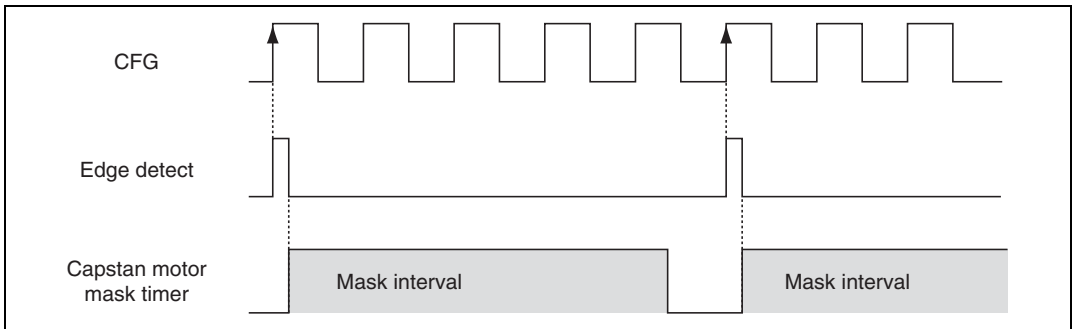 CFG
Edge detect
Capstan motor
mask timer
Mask interval
Mask interval